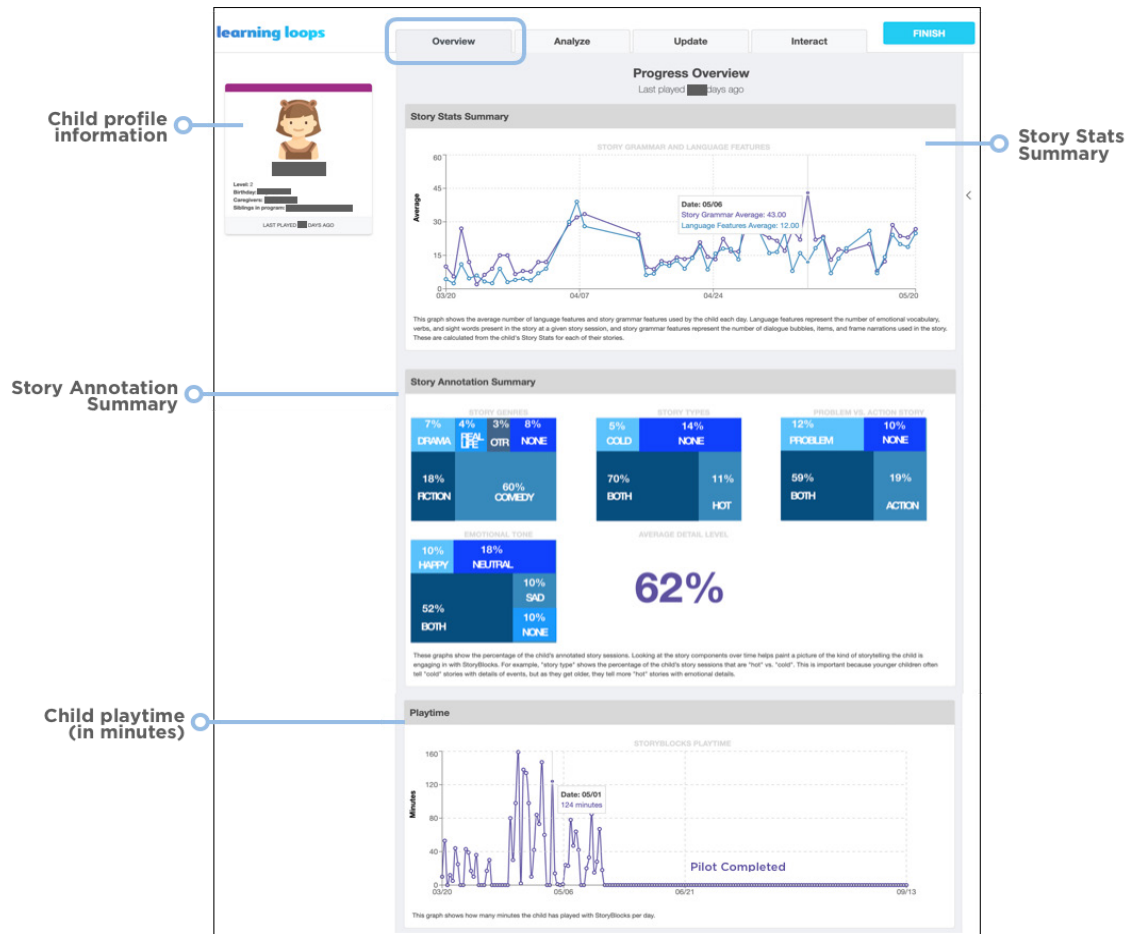 learning loops
Overview
Analyze
Update
Interact
FINISH
Progress Overview
Last played days ago
Child profile
information
Level: 2
Birthday:
Caregivers:
Siblings in program:
LAST PLAYED DAYS AGO
Story Stats Summary
STORY GRAMMAR AND LANGUAGE FEATURES
Story Stats
Summary
Average
60
45
30
15
0
Date: 05/06
Story Grammar Average: 43.00
Language Features Average: 12.00
03/20
04/07
04/24
05/20
This graph shows the average number of language features and story grammar features used by the child each day. Language features represent the number of emotional vocabulary,
verbs, and sight words present in the story at a given story session, and story grammar features represent the number of dialogue bubbles, items, and frame narrations used in the story.
These are calculated from the child's Story Stats for each of their stories.
Story Annotation
Summary
Story Annotation Summary
STORY GENRES
7%
DRAMA
4%
REAL
LIFE
3%
OTR
8%
NONE
18%
FICTION
60%
COMEDY
STORY TYPES
5%
COLD
14%
NONE
70%
BOTH
11%
HOT
PROBLEM VS. ACTION STORY
12%
PROBLEM
10%
NONE
59%
BOTH
19%
ACTION
EMOTIONAL TONE
10%
HAPPY
18%
NEUTRAL
52%
BOTH
10%
SAD
10%
NONE
AVERAGE DETAIL LEVEL
62%
These graphs show the percentage of the child's annotated story sessions. Looking at the story components over time helps paint a picture of the kind of storytelling the child is
engaging in with StoryBlocks. For example, "story type" shows the percentage of the child's story sessions that are "hot" vs. "cold". This is important because younger children often
tell "cold" stories with details of events, but as they get older, they tell more "hot" stories with emotional details.
Child playtime
(in minutes)
Playtime
STORYBLOCKS PLAYTIME
Minutes
160
120
80
40
0
Date: 05/01
124 minutes
Pilot Completed
03/20
05/06
06/21
09/13
This graph shows how many minutes the child has played with StoryBlocks per day.